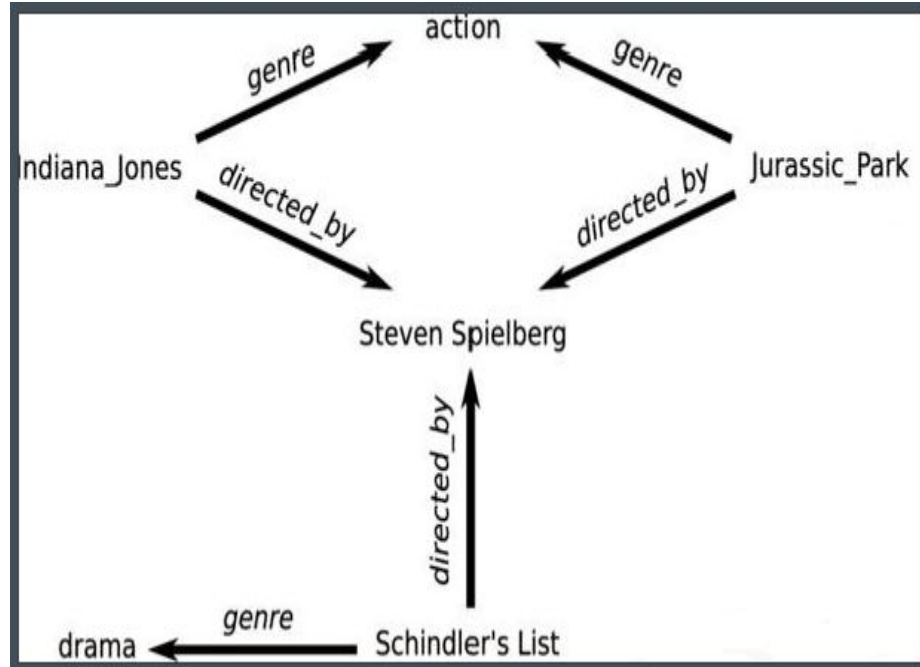 action
genre
genre
Indiana_Jones
Jurassic_Park
directed_by
directed_by
Steven Spielberg
directed_by
genre
drama
Schindler's List